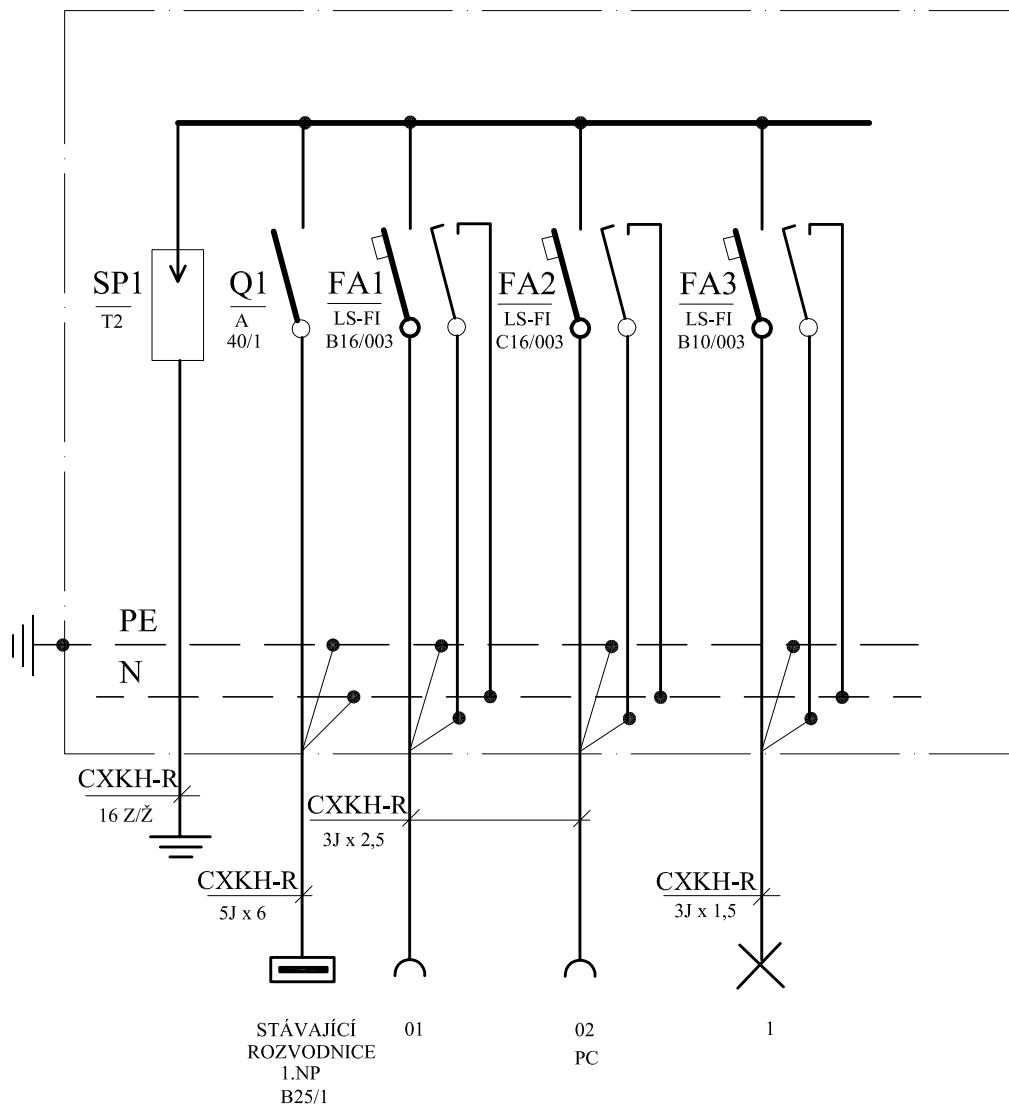 SP1
T2
Q1
A
40/1
FA1
LS-FI
B16/003
FA2
LS-FI
C16/003
FA3
LS-FI
B10/003
PE
N
CXKH-R
16 Z/Ž
CXKH-R
3J x 2,5
CXKH-R
5J x 6
CXKH-R
3J x 1,5
STÁVAJÍCÍ
ROZVODNICE
1.NP
B25/1
01
02
PC
1